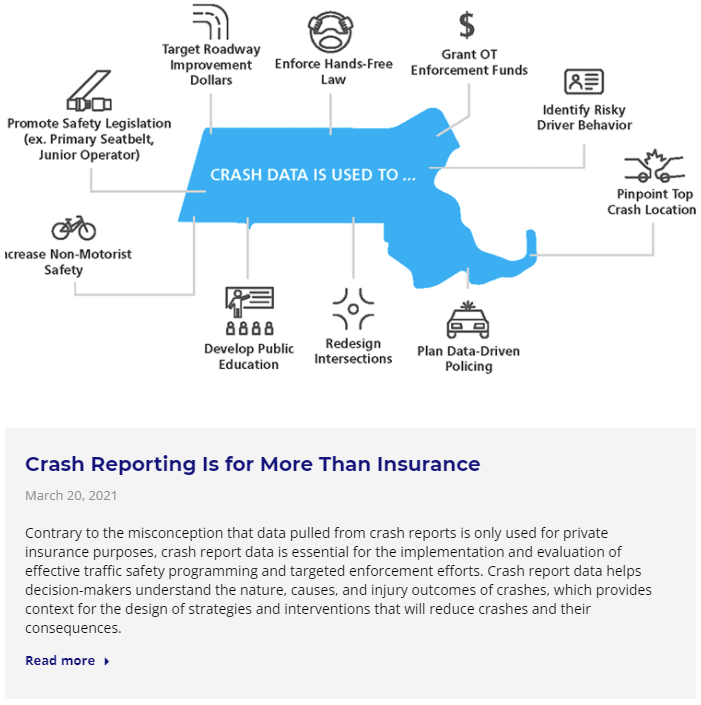 Target Roadway
Improvement
Dollars
Enforce Hands-Free
Law
$
Grant OT
Enforcement Funds
Identify Risky
Driver Behavior
Promote Safety Legislation
(ex. Primary Seatbelt,
Junior Operator)
CRASH DATA IS USED TO ...
Pinpoint Top
Crash Location
ncrease Non-Motorist
Safety
Develop Public
Education
Redesign
Intersections
Plan Data-Driven
Policing
Crash Reporting Is for More Than Insurance
March 20, 2021
Contrary to the misconception that data pulled from crash reports is only used for private
insurance purposes, crash report data is essential for the implementation and evaluation of
effective traffic safety programming and targeted enforcement efforts. Crash report data helps
decision-makers understand the nature, causes, and injury outcomes of crashes, which provides
context for the design of strategies and interventions that will reduce crashes and their
consequences.
Read more